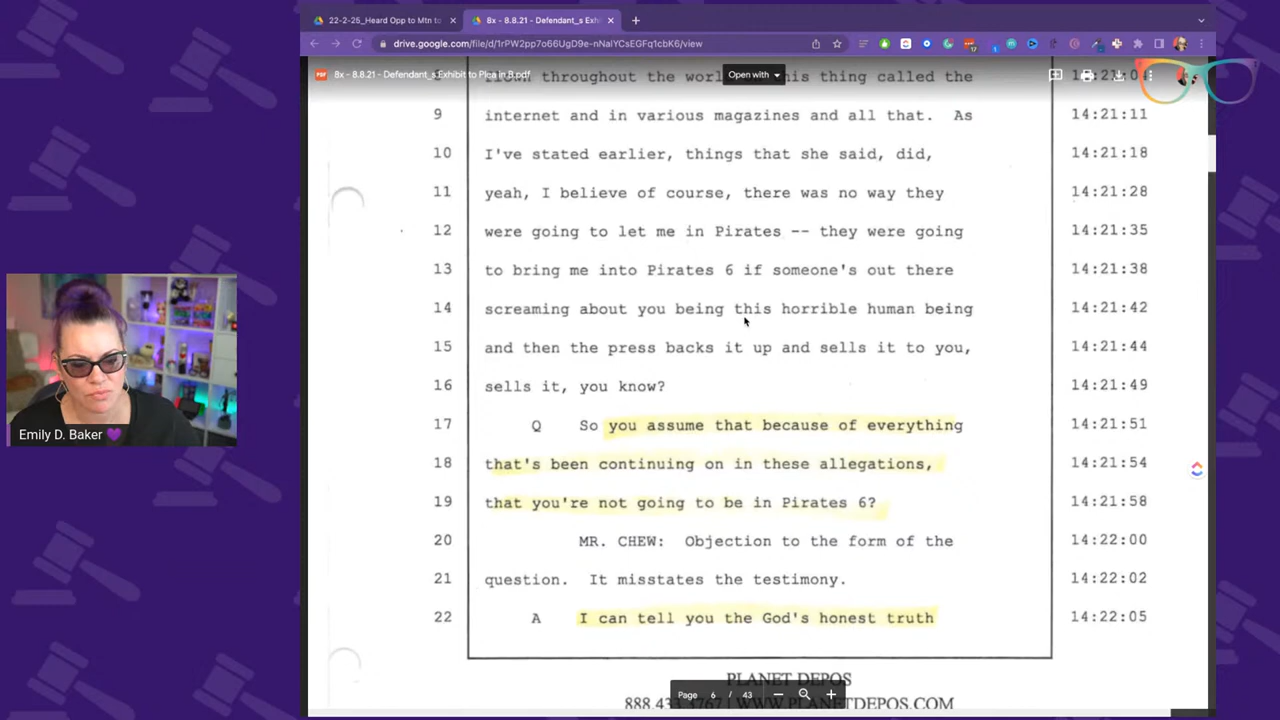 22-2-25_Heard Opp to Mtn to
8x - 8.8.21 - Defendant_s Exhi
drive.google.com/file/d/1rPW2pp7o66UgD9e-nNalYCsEGFq1cbK6/view
PDF 8x - 8.8.21 - Defendant_s Exhibit to Plea in B.pdf
Open with
throughout the world this thing called the
9 internet and in various magazines and all that. As 14:21:11
10 I've stated earlier, things that she said, did, 14:21:18
11 yeah, I believe of course, there was no way they 14:21:28
12 were going to let me in Pirates -- they were going 14:21:35
13 to bring me into Pirates 6 if someone's out there 14:21:38
14 screaming about you being this horrible human being 14:21:42
15 and then the press backs it up and sells it to you, 14:21:44
16 sells it, you know? 14:21:49
17 Q So you assume that because of everything 14:21:51
18 that's been continuing on in these allegations, 14:21:54
19 that you're not going to be in Pirates 6? 14:21:58
20 MR. CHEW: Objection to the form of the 14:22:00
21 question. It misstates the testimony. 14:22:02
22 A I can tell you the God's honest truth 14:22:05
PLANET DEPOS
888.433.3767 | WWW.PLANETDEPOS.COM
Page 6 / 43
Emily D. Baker